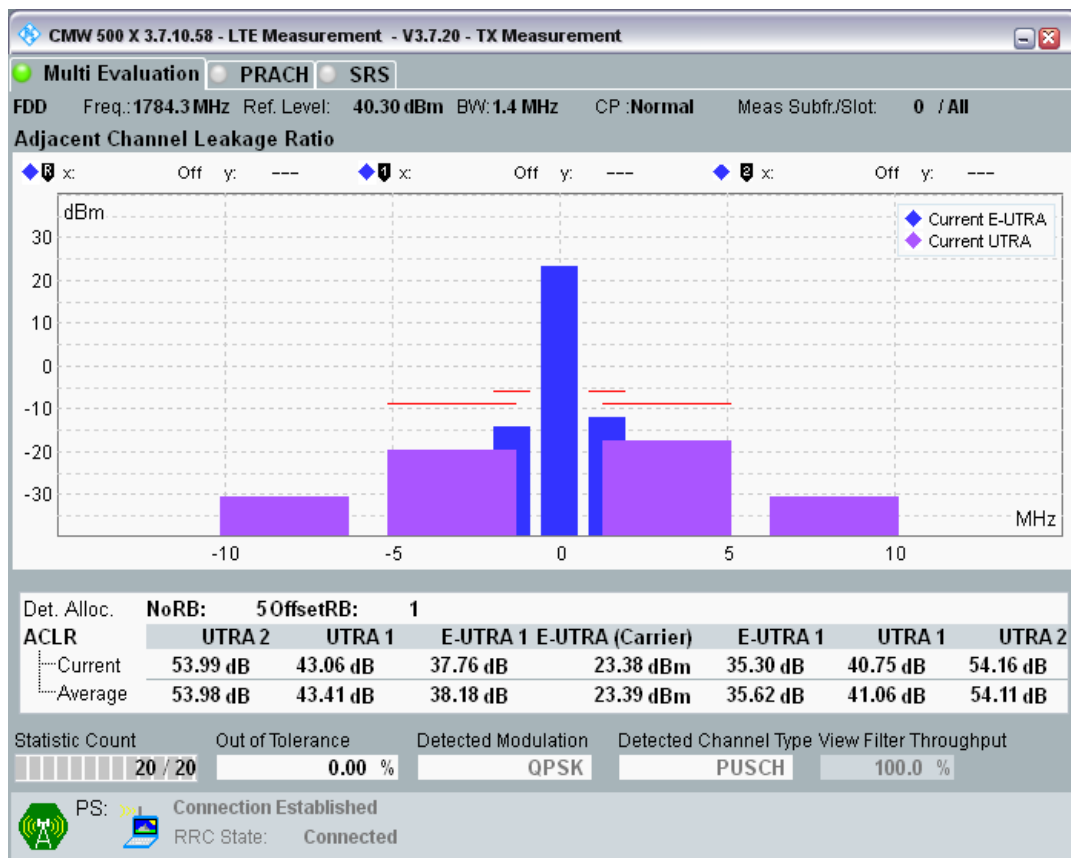 CMW 500 X 3.7.10.58 - LTE Measurement - V3.7.20 - TX Measurement
Multi Evaluation PRACH SRS
FDD Freq.: 1784.3 MHz Ref. Level: 40.30 dBm BW: 1.4 MHz CP :Normal Meas Subfr./Slot: 0 / All
Adjacent Channel Leakage Ratio
R x: Off y: --- 1 x: Off y: --- 2 x: Off y: ---
dBm
Current E-UTRA
Current UTRA
30
20
10
0
-10
-20
-30
MHz
-10 -5 0 5 10
Det. Alloc. NoRB: 5 OffsetRB: 1
ACLR UTRA 2 UTRA 1 E-UTRA 1 E-UTRA (Carrier) E-UTRA 1 UTRA 1 UTRA 2
Current 53.99 dB 43.06 dB 37.76 dB 23.38 dBm 35.30 dB 40.75 dB 54.16 dB
Average 53.98 dB 43.41 dB 38.18 dB 23.39 dBm 35.62 dB 41.06 dB 54.11 dB
Statistic Count Out of Tolerance Detected Modulation Detected Channel Type View Filter Throughput
20 / 20 0.00 % QPSK PUSCH 100.0 %
PS: Connection Established
RRC State: Connected